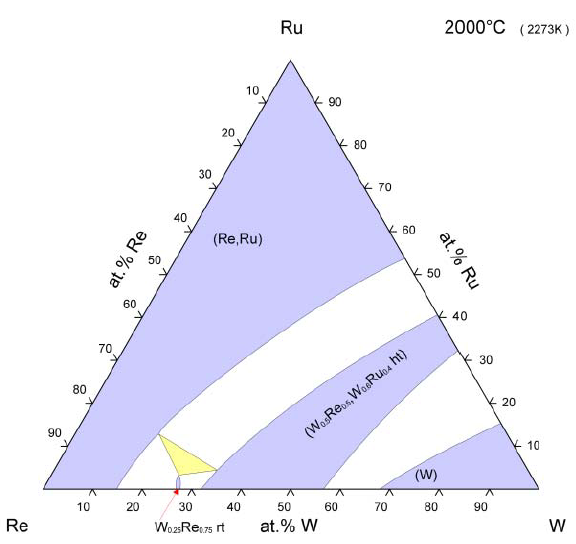 Ru
2000°C (2273K)
10
90
20
80
30
70
40
60
(Re,Ru)
at.% Re
at.% Ru
50
50
60
40
70
30
(W0.5Re0.5,W0.6Ru0.4 ht)
80
20
90
10
(W)
10 20 30 40 50 60 70 80 90
Re
W0.25Re0.75 rt
at.% W
W